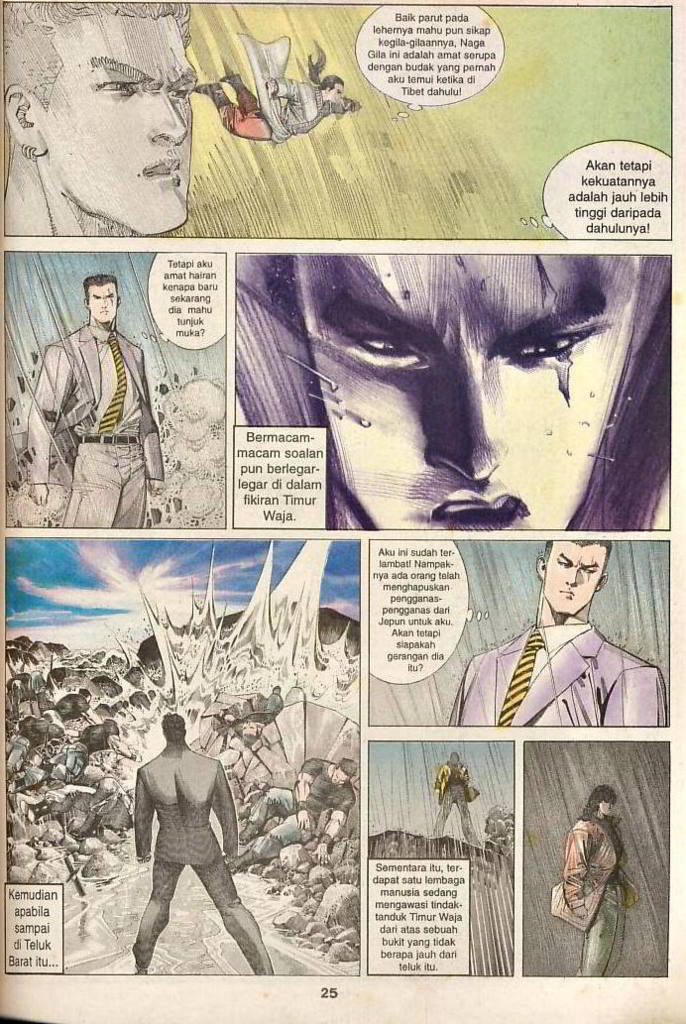 Baik parut pada
lehernya mahu pun sikap
kegila-gilaannya, Naga
Gila ini adalah amat serupa
dengan budak yang pernah
aku temui ketika di
Tibet dahulu!
Akan tetapi
kekuatannya
adalah jauh lebih
tinggi daripada
dahulunya!
Tetapi aku
amat hairan
kenapa baru
sekarang
dia mahu
tunjuk
muka?
Bermacam-
macam soalan
pun berlegar-
legar di dalam
fikiran Timur
Waja.
Kemudian
apabila
sampai
di Teluk
Barat itu...
Aku ini sudah ter-
lambat! Nampak-
nya ada orang telah
menghapuskan
pengganas-
pengganas dari
Jepun untuk aku.
Akan tetapi
siapakah
gerangan dia
itu?
Sementara itu, ter-
dapat satu lembaga
manusia sedang
mengawasi tindak-
tanduk Timur Waja
dari atas sebuah
bukit yang tidak
berapa jauh dari
teluk itu.
25